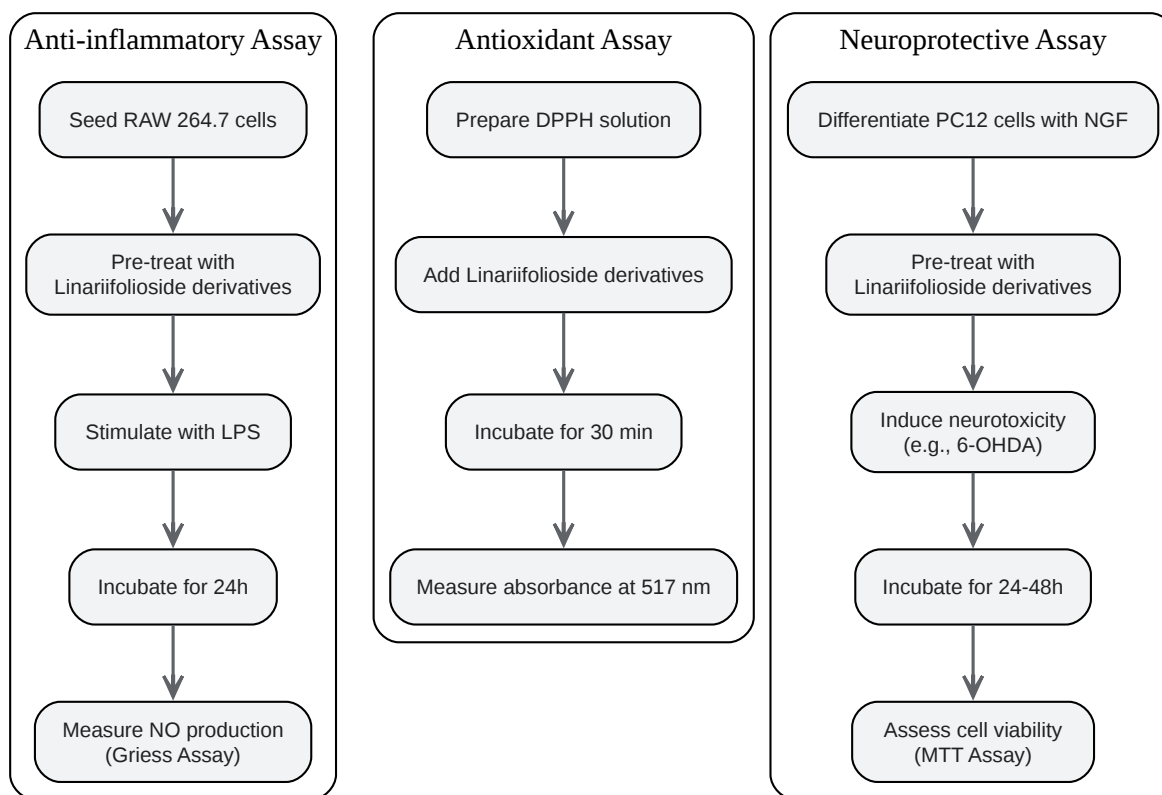 Anti-inflammatory Assay
Seed RAW 264.7 cells
Pre-treat with
Linariifolioside derivatives
Stimulate with LPS
Incubate for 24h
Measure NO production
(Griess Assay)
Antioxidant Assay
Prepare DPPH solution
Add Linariifolioside derivatives
Incubate for 30 min
Measure absorbance at 517 nm
Neuroprotective Assay
Differentiate PC12 cells with NGF
Pre-treat with
Linariifolioside derivatives
Induce neurotoxicity
(e.g., 6-OHDA)
Incubate for 24-48h
Assess cell viability
(MTT Assay)